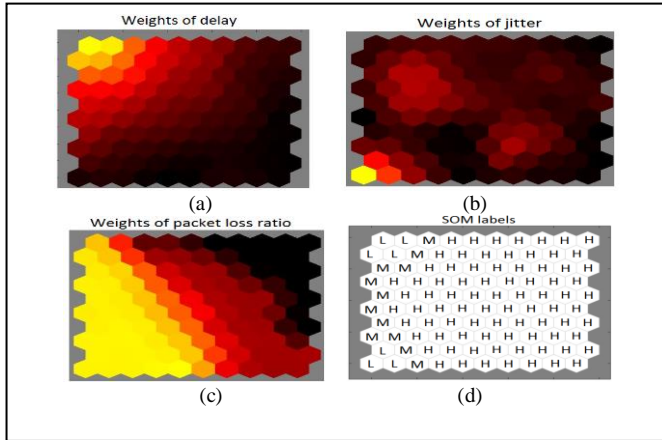 Weights of delay
Weights of jitter
(a)
(b)
Weights of packet loss ratio
SOM labels
L L M H H H H H H H
L L M H H H H H H H
M M H H H H H H H H
M H H H H H H H H H
M H H H H H H H H H
M H H H H H H H H H
M H H H H H H H H H
M M H H H H H H H H
L M H H H H H H H H
L L M H H H H H H H
(c)
(d)